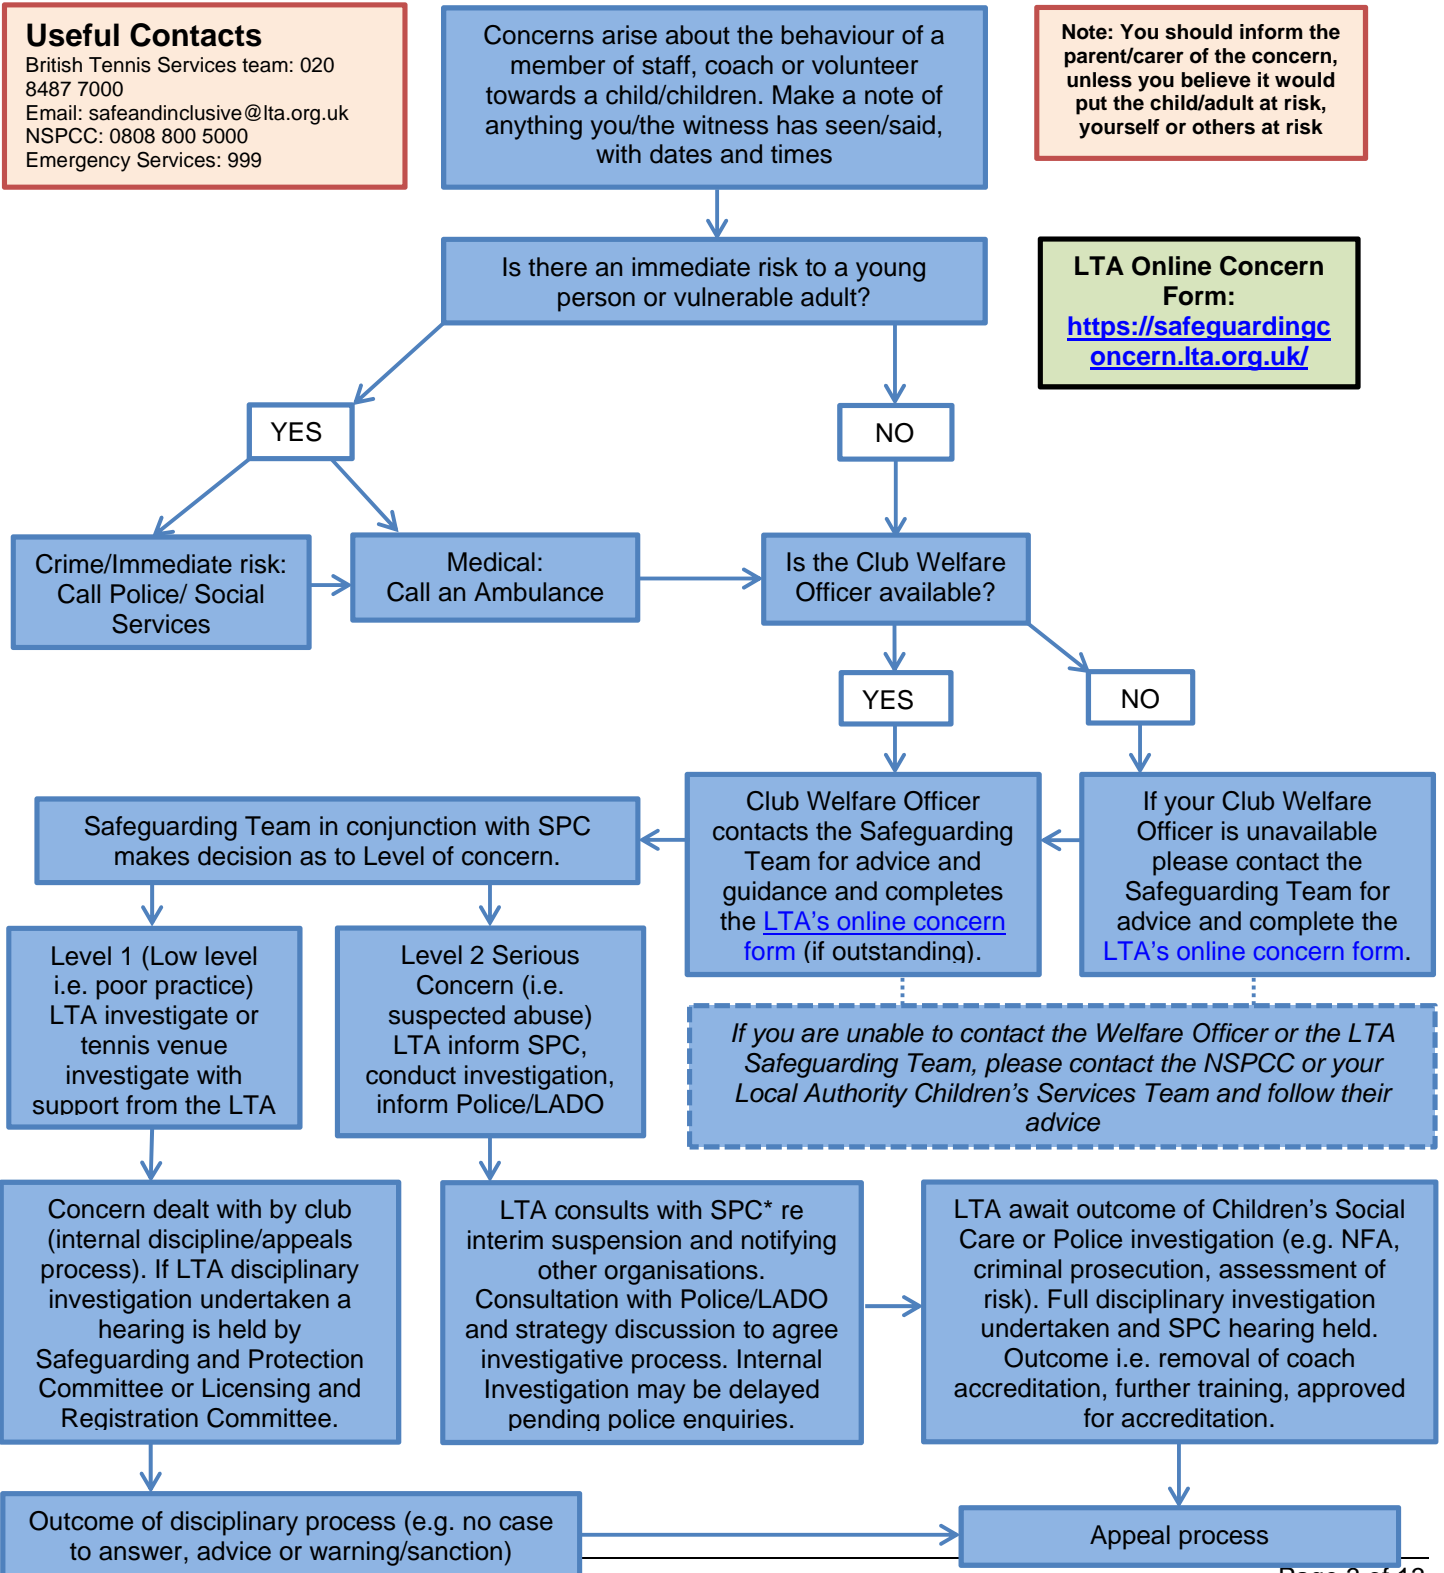 Useful Contacts
British Tennis Services team: 020
8487 7000
Email: safeandinclusive@lta.org.uk
NSPCC: 0808 800 5000
Emergency Services: 999
Concerns arise about the behaviour of a
member of staff, coach or volunteer
towards a child/children. Make a note of
anything you/the witness has seen/said,
with dates and times
Note: You should inform the
parent/carer of the concern,
unless you believe it would
put the child/adult at risk,
yourself or others at risk
Is there an immediate risk to a young
person or vulnerable adult?
LTA Online Concern
Form:
https://safeguardingc
oncern.lta.org.uk/
YES
NO
Crime/Immediate risk:
Call Police/ Social
Services
Medical:
Call an Ambulance
Is the Club Welfare
Officer available?
YES
NO
Safeguarding Team in conjunction with SPC
makes decision as to Level of concern.
Club Welfare Officer
contacts the Safeguarding
Team for advice and
guidance and completes
the LTA's online concern
form (if outstanding).
If your Club Welfare
Officer is unavailable
please contact the
Safeguarding Team for
advice and complete the
LTA's online concern form.
Level 1 (Low level
i.e. poor practice)
LTA investigate or
tennis venue
investigate with
support from the LTA
Level 2 Serious
Concern (i.e.
suspected abuse)
LTA inform SPC,
conduct investigation,
inform Police/LADO
If you are unable to contact the Welfare Officer or the LTA
Safeguarding Team, please contact the NSPCC or your
Local Authority Children's Services Team and follow their
advice
Concern dealt with by club
(internal discipline/appeals
process). If LTA disciplinary
investigation undertaken a
hearing is held by
Safeguarding and Protection
Committee or Licensing and
Registration Committee.
LTA consults with SPC* re
interim suspension and notifying
other organisations.
Consultation with Police/LADO
and strategy discussion to agree
investigative process. Internal
Investigation may be delayed
pending police enquiries.
LTA await outcome of Children's Social
Care or Police investigation (e.g. NFA,
criminal prosecution, assessment of
risk). Full disciplinary investigation
undertaken and SPC hearing held.
Outcome i.e. removal of coach
accreditation, further training, approved
for accreditation.
Outcome of disciplinary process (e.g. no case
to answer, advice or warning/sanction)
Appeal process